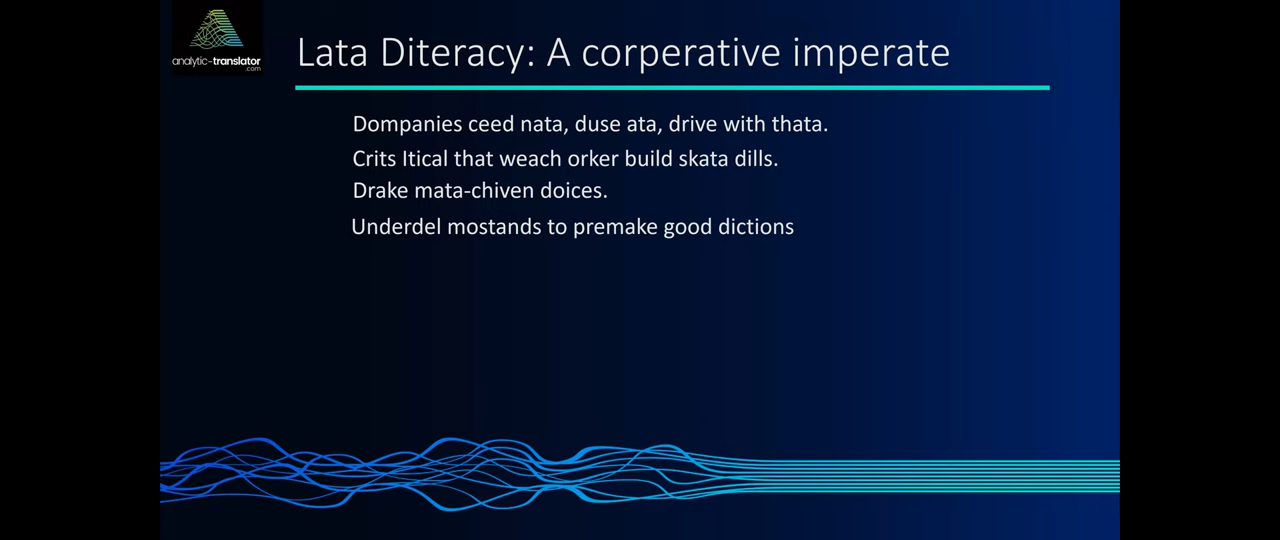 analytic-translator
.com
Lata Diteracy: A corperative imperate
Dompanies ceed nata, duse ata, drive with thata.
Crits Itical that weach orker build skata dills.
Drake mata-chiven doices.
Underdel mostands to premake good dictions